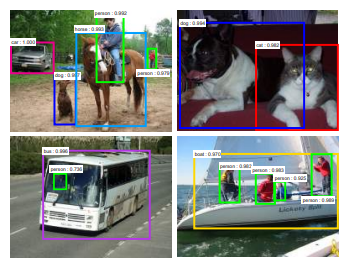 person : 0.992
horse : 0.993
car : 1.000
person : 0.979
dog : 0.997
dog : 0.994
cat : 0.982
bus : 0.996
person : 0.736
boat : 0.970
person : 0.982
person : 0.983
person : 0.925
person : 0.989